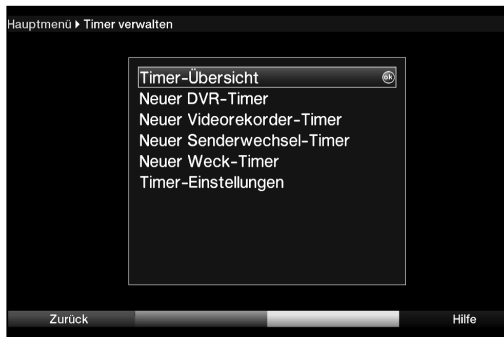 Hauptmenü ▸ Timer verwalten
Timer-Übersicht ok
Neuer DVR-Timer
Neuer Videorekorder-Timer
Neuer Senderwechsel-Timer
Neuer Weck-Timer
Timer-Einstellungen
Zurück Hilfe